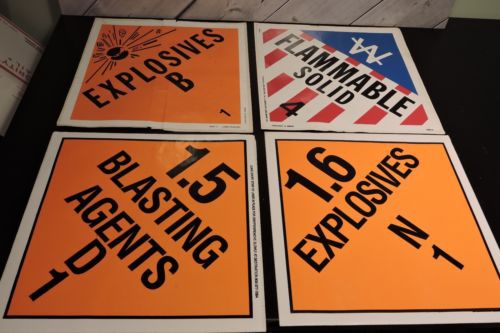 EXPLOSIVES
B
1
W
FLAMMABLE
SOLID
4
1.5
BLASTING
AGENTS
D
1
1.6
EXPLOSIVES
N
1